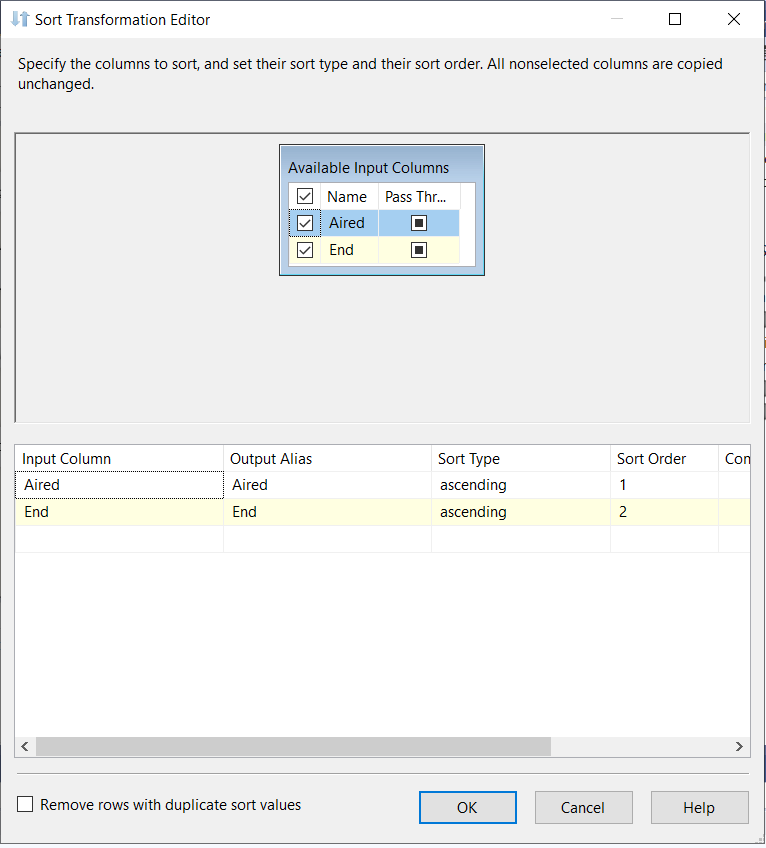 Sort Transformation Editor
Specify the columns to sort, and set their sort type and their sort order. All nonselected columns are copied
unchanged.
Available Input Columns
Name Pass Thr...
Aired
End
Input Column Output Alias Sort Type Sort Order Con
Aired Aired ascending 1
End End ascending 2
Remove rows with duplicate sort values
OK Cancel Help